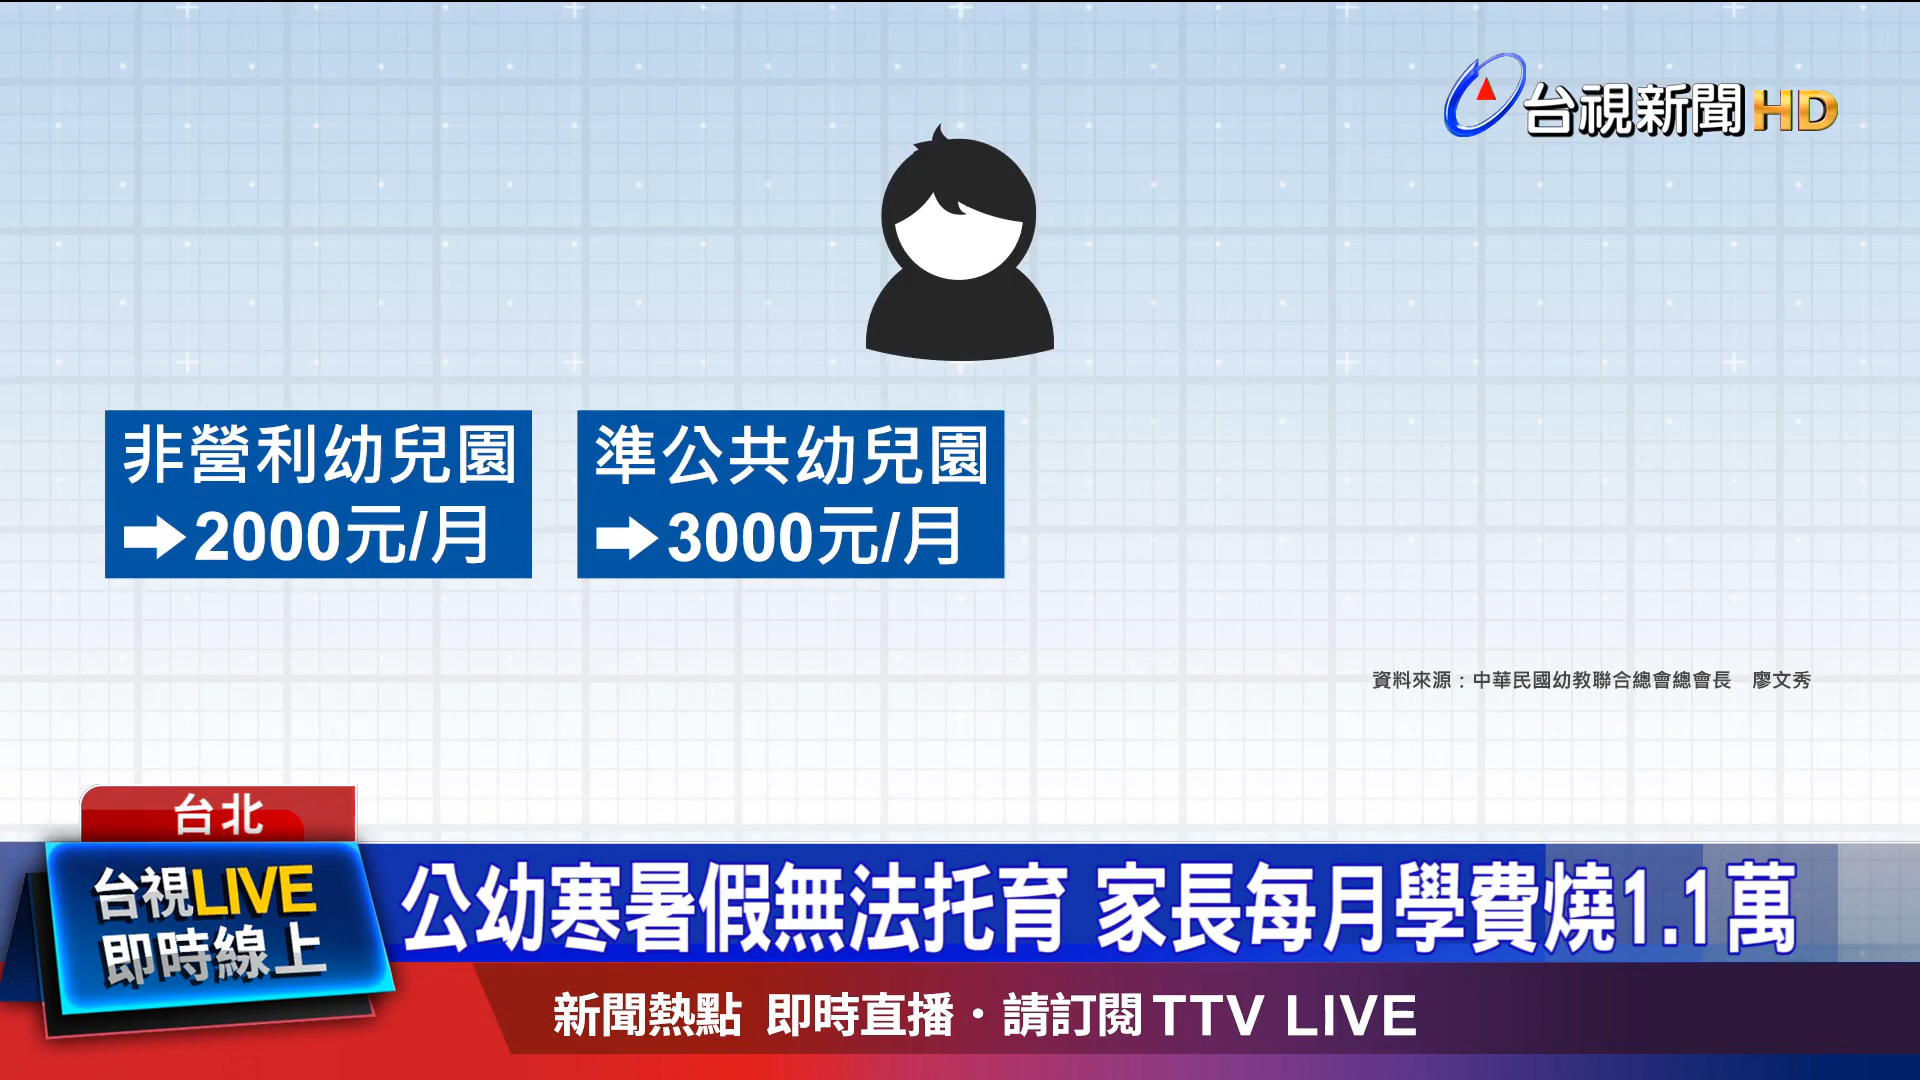 台視新聞HD
非營利幼兒園
➡2000元/月
準公共幼兒園
➡3000元/月
資料來源：中華民國幼教聯合總會總會長 廖文秀
台北
台視LIVE
即時線上
公幼寒暑假無法托育 家長每月學費燒1.1萬
新聞熱點 即時直播・請訂閱TTV LIVE